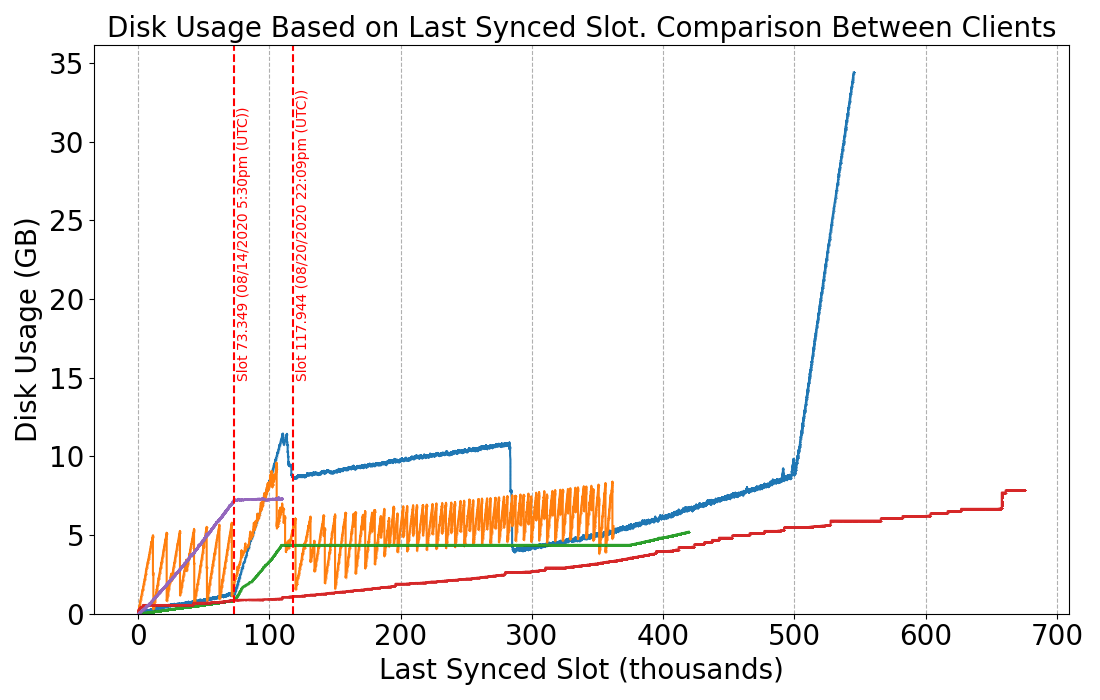 Disk Usage Based on Last Synced Slot. Comparison Between Clients
Disk Usage (GB)
35
30
25
20
15
10
5
0
Slot 73.349 (08/14/2020 5:30pm (UTC))
Slot 117.944 (08/20/2020 22:09pm (UTC))
0 100 200 300 400 500 600 700
Last Synced Slot (thousands)